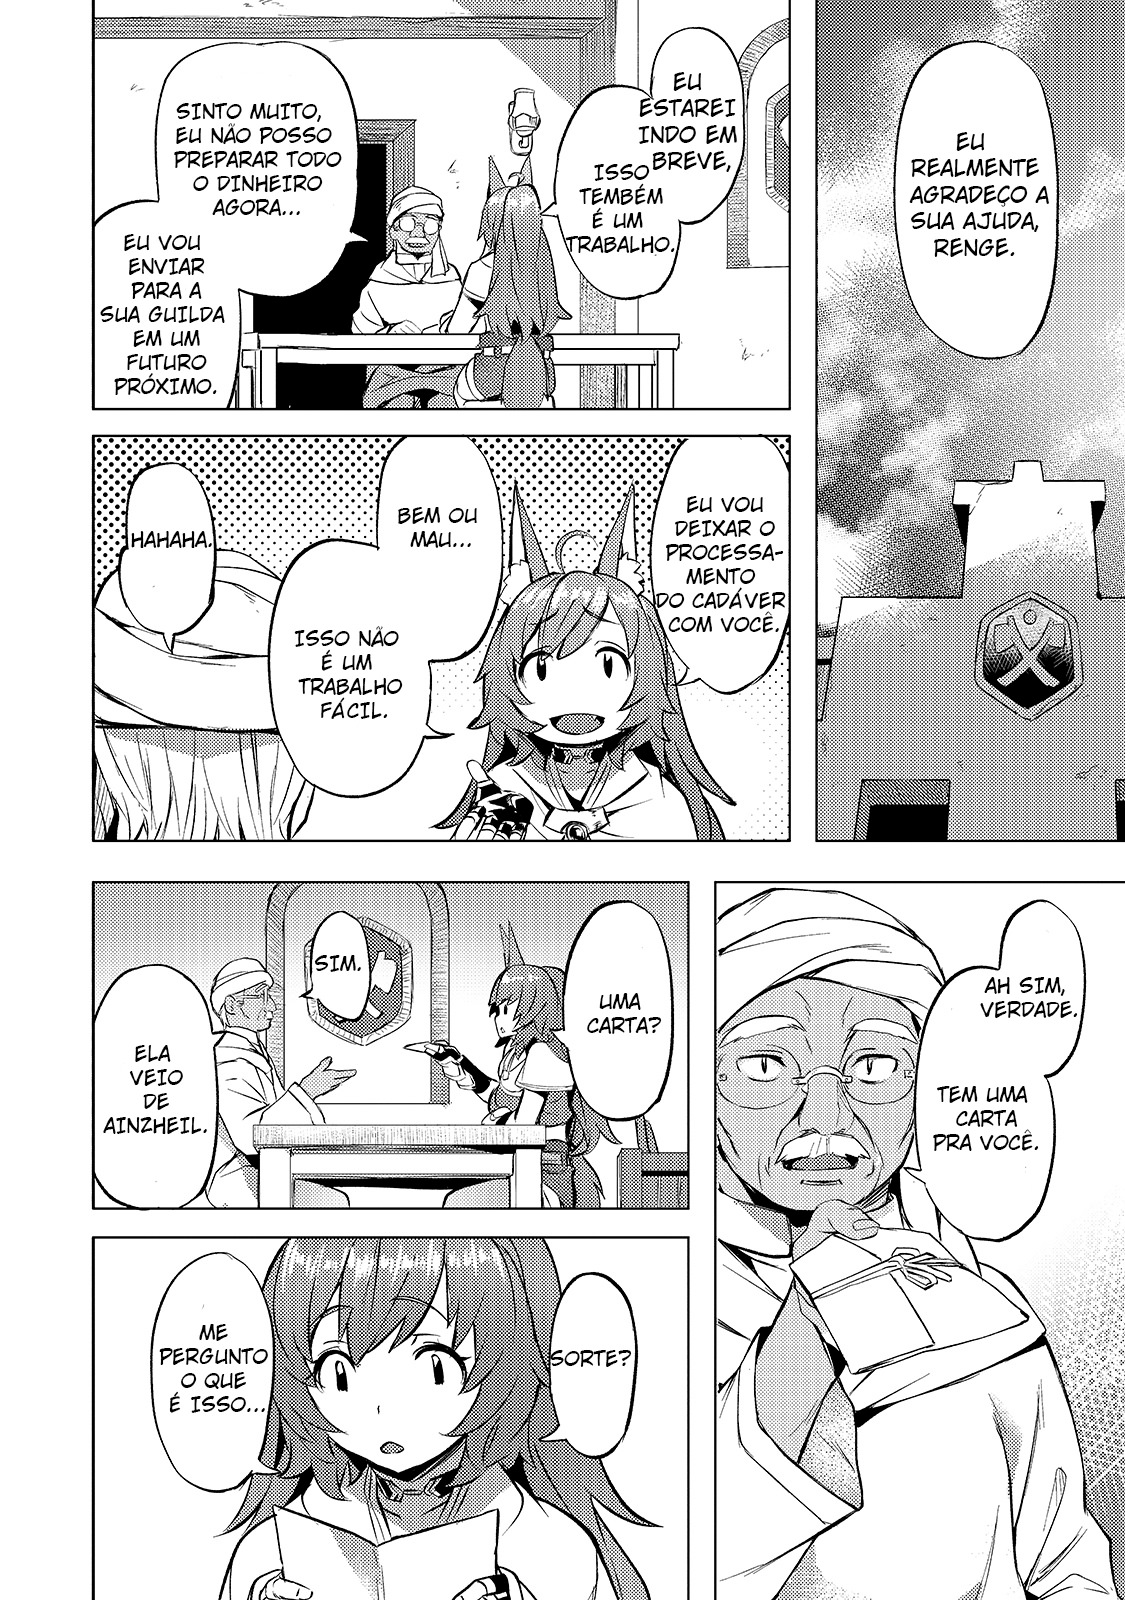 EU
REALMENTE
AGRADEÇO A
SUA AJUDA,
RENGE.
EU
ESTAREI
INDO EM
BREVE,
ISSO
TEMBÉM
É UM
TRABALHO.
SINTO MUITO,
EU NÃO POSSO
PREPARAR TODO
O DINHEIRO
AGORA...
EU VOU
ENVIAR
PARA A
SUA GUILDA
EM UM
FUTURO
PRÓXIMO.
EU VOU
DEIXAR O
PROCESSA-
MENTO
DO CADÁVER
COM VOCÊ.
BEM OU
MAU...
ISSO NÃO
É UM
TRABALHO
FÁCIL.
HAHAHA.
AH SIM,
VERDADE.
TEM UMA
CARTA
PRA VOCÊ.
UMA
CARTA?
SIM.
ELA
VEIO
DE
AINZHEIL.
SORTE?
ME
PERGUNTO
O QUE
É ISSO...